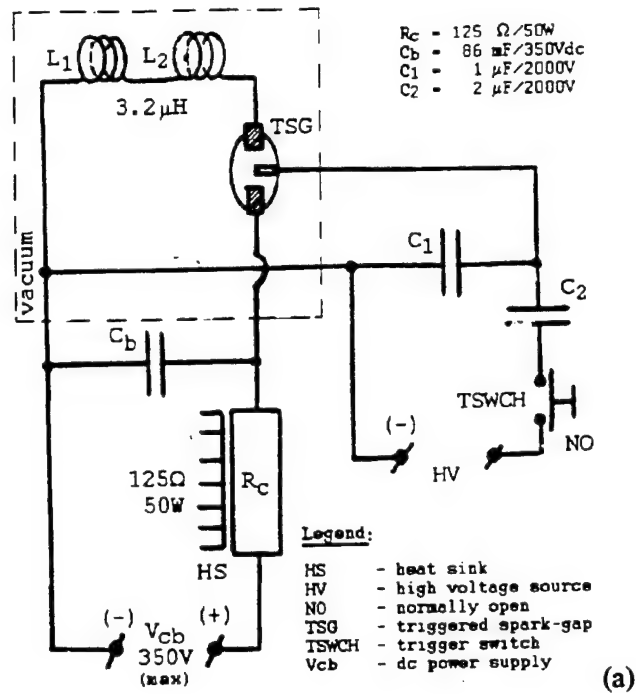 L1 L2
3.2μH
TSG
Rc - 125 Ω/50W
Cb - 86 mF/350Vdc
C1 - 1 μF/2000V
C2 - 2 μF/2000V
vacuum
C1
C2
Cb
TSWCH
NO
(-)
HV
125Ω
50W
Rc
HS
(-) Vcb (+)
350V
(max)
Legend:
HS - heat sink
HV - high voltage source
NO - normally open
TSG - triggered spark-gap
TSWCH - trigger switch
Vcb - dc power supply
(a)